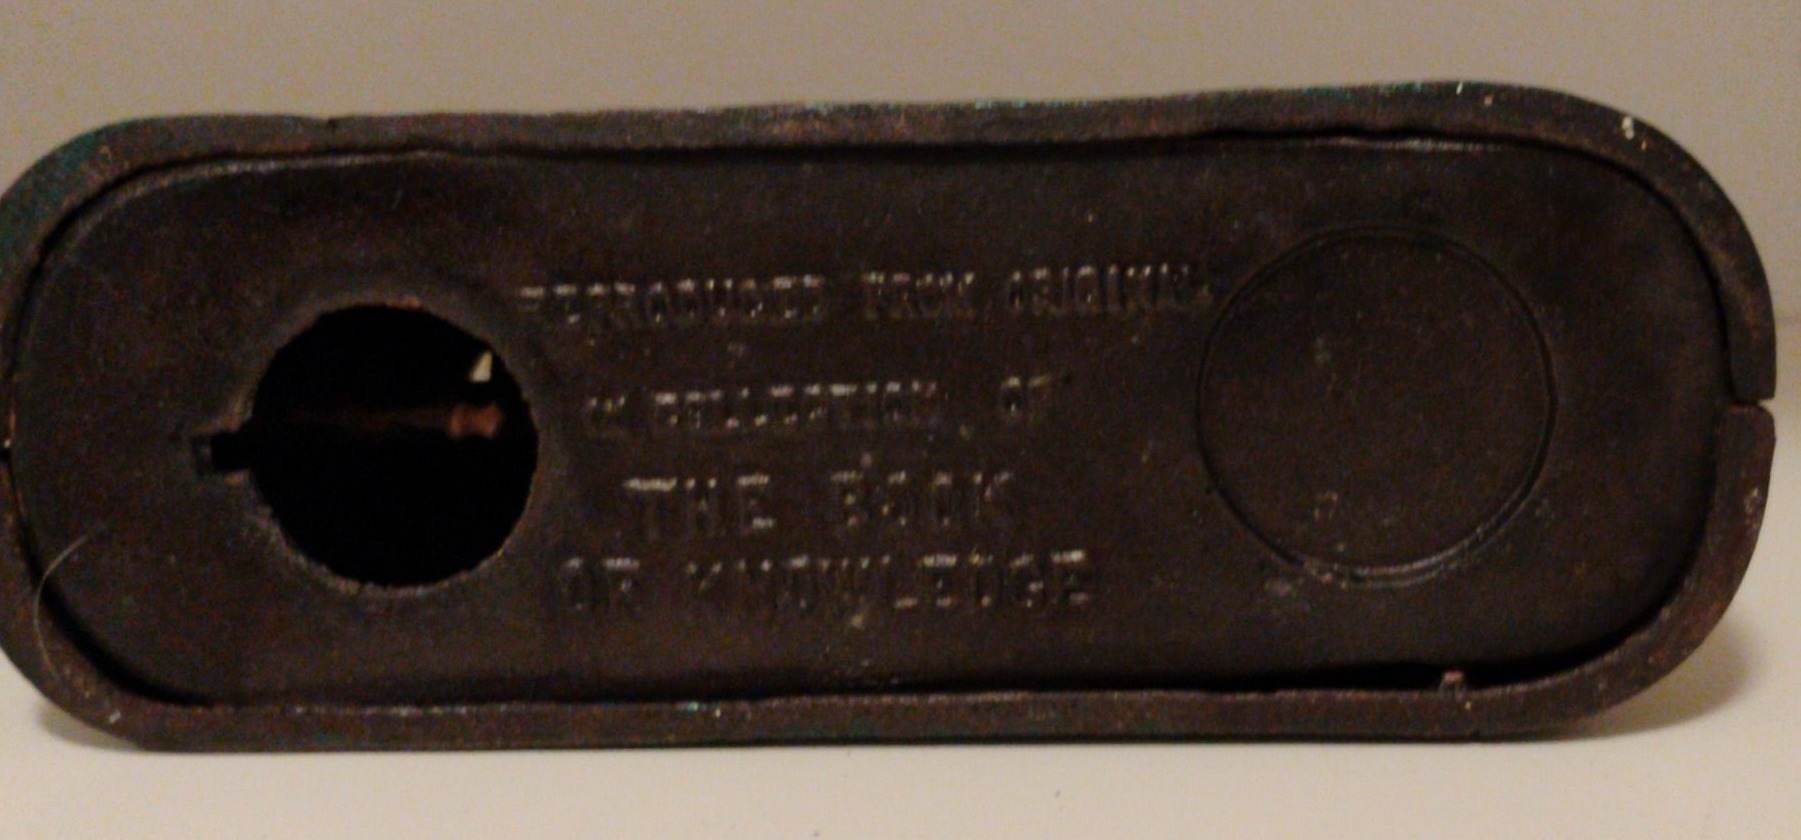 REPRODUCED FROM ORIGINAL
IN COLLECTION OF
THE BOOK
OF KNOWLEDGE